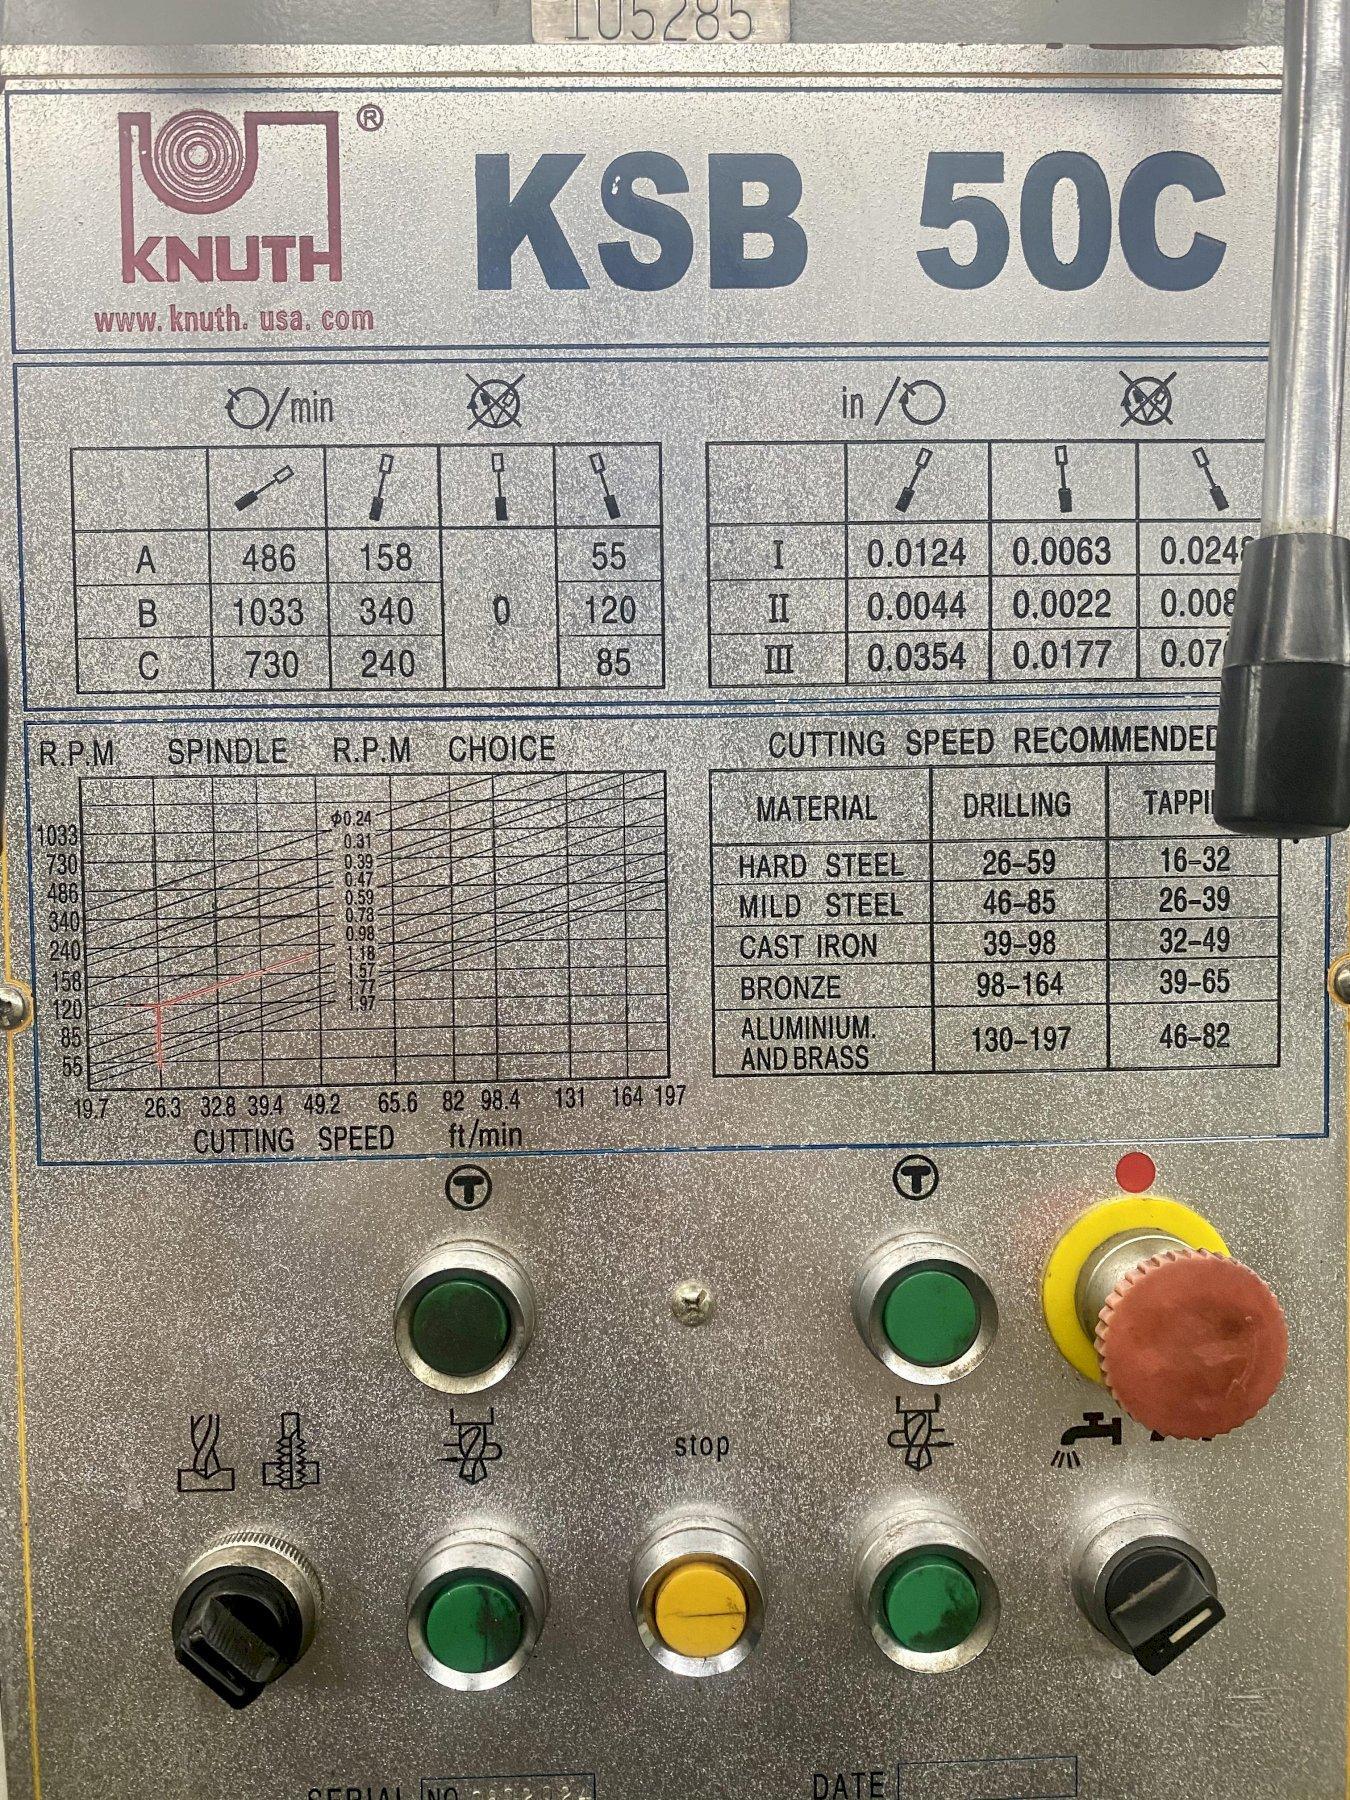 105285
®
KNUTH
www.knuth.usa.com
KSB 50C
/min
in /
A 486 158 0 55
B 1033 340 120
C 730 240 85
I 0.0124 0.0063
II 0.0044 0.0022
III 0.0354 0.0177
R.P.M SPINDLE R.P.M CHOICE
1033
730
486
340
240
158
120
85
55
φ0.24
0.31
0.39
0.47
0.59
0.78
0.98
1.18
1.57
1.77
1.97
19.7 26.3 32.8 39.4 49.2 65.6 82 98.4 131 164 197
CUTTING SPEED ft/min
CUTTING SPEED RECOMMENDED
MATERIAL DRILLING
HARD STEEL 26-59 16-32
MILD STEEL 46-85 26-39
CAST IRON 39-98 32-49
BRONZE 98-164 39-65
ALUMINIUM.
AND BRASS 130-197 46-82
T T
stop
SERIAL NO
DATE